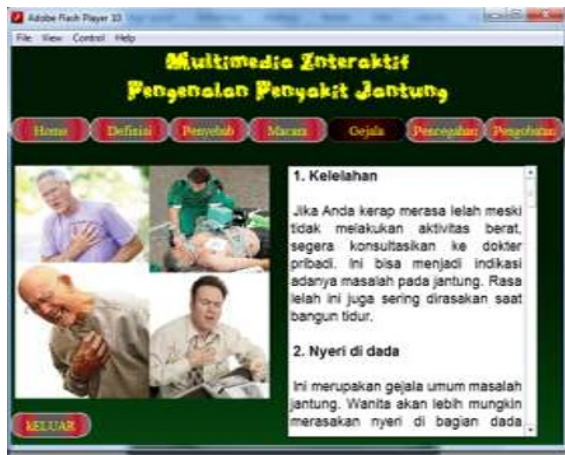 Adobe Flash Player 10
File View Control Help
Multimedia Interaktif
Pengenalan Penyakit Jantung
Home Definisi Penyebab Macam Gejala Pencegahan Pengobatan
1. Kelelahan
Jika Anda kerap merasa lelah meski
tidak melakukan aktivitas berat,
segera konsultasikan ke dokter
pribadi. Ini bisa menjadi indikasi
adanya masalah pada jantung. Rasa
lelah ini juga sering dirasakan saat
bangun tidur.
2. Nyeri di dada
Ini merupakan gejala umum masalah
jantung. Wanita akan lebih mungkin
merasakan nyeri di bagian dada
KELUAR